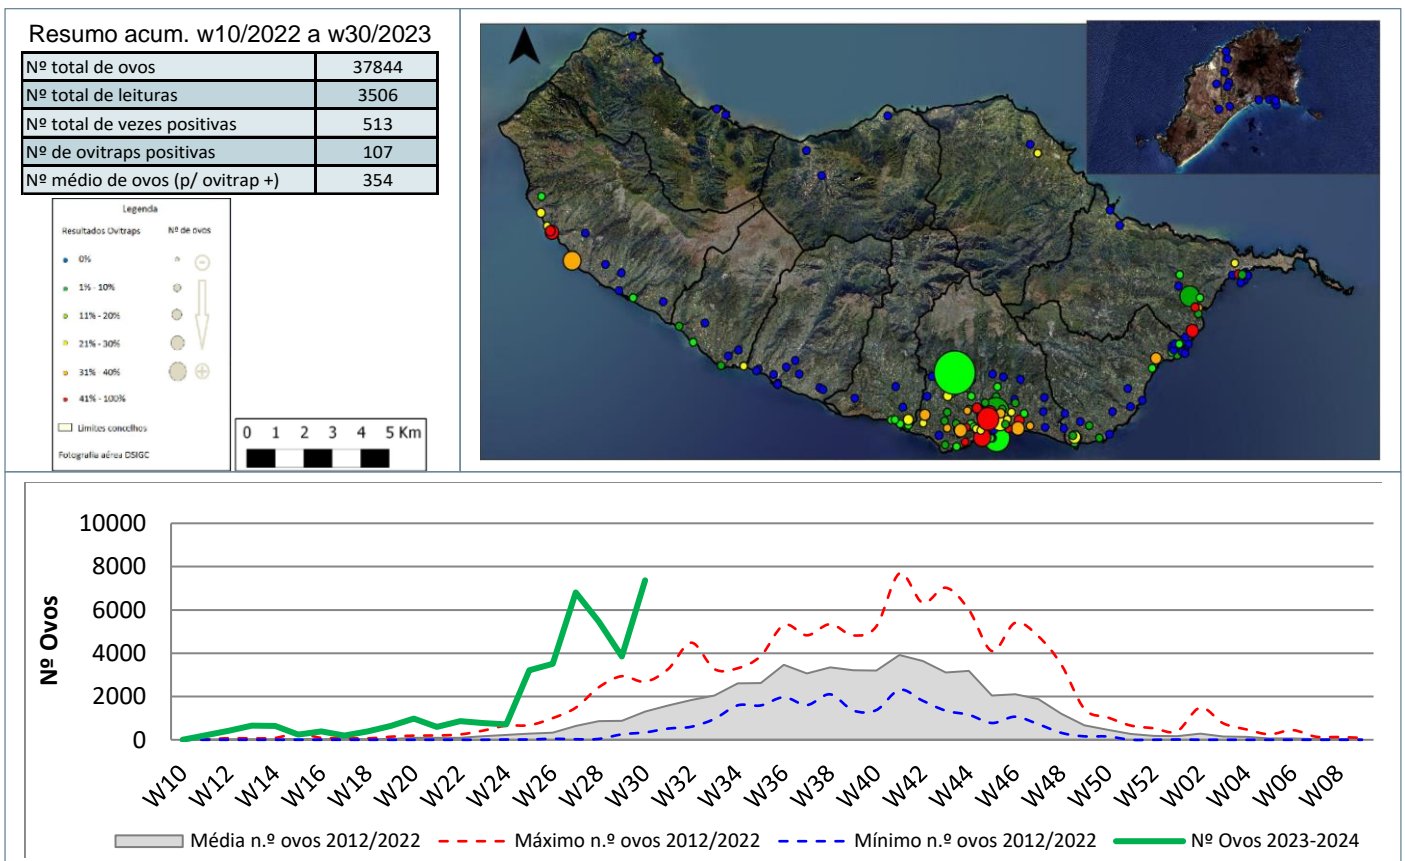 Resumo acum. w10/2022 a w30/2023
Nº total de ovos 37844
Nº total de leituras 3506
Nº total de vezes positivas 513
Nº de ovitraps positivas 107
Nº médio de ovos (p/ ovitrap +) 354
Legenda
Resultados Ovitraps Nº de ovos
0%
1% - 10%
11% - 20%
21% - 30%
31% - 40%
41% - 100%
Limites concelhos
Fotografia aérea DSIGC
0 1 2 3 4 5 Km
Nº Ovos
10000
8000
6000
4000
2000
0
W10 W12 W14 W16 W18 W20 W22 W24 W26 W28 W30 W32 W34 W36 W38 W40 W42 W44 W46 W48 W50 W52 W02 W04 W06 W08
Média n.º ovos 2012/2022 Máximo n.º ovos 2012/2022 Mínimo n.º ovos 2012/2022 Nº Ovos 2023-2024